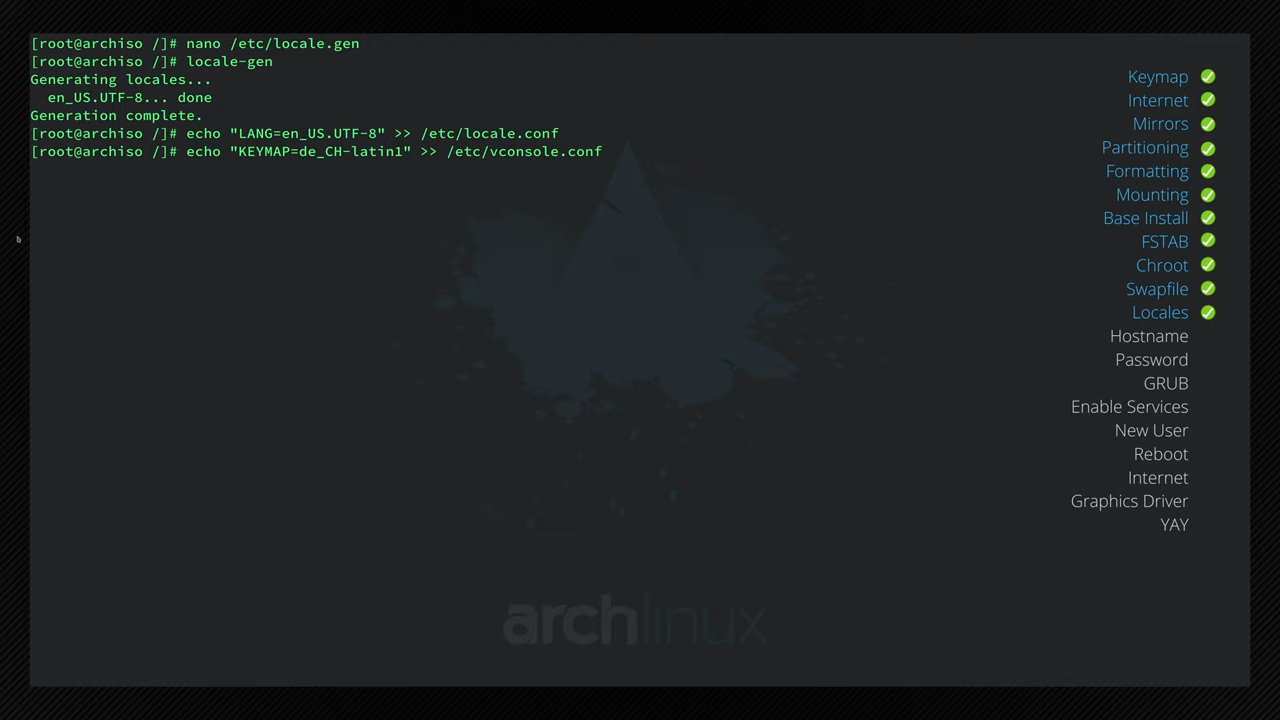 [root@archiso /]# nano /etc/locale.gen
[root@archiso /]# locale-gen
Generating locales...
  en_US.UTF-8... done
Generation complete.
[root@archiso /]# echo "LANG=en_US.UTF-8" >> /etc/locale.conf
[root@archiso /]# echo "KEYMAP=de_CH-latin1" >> /etc/vconsole.conf
Keymap
Internet
Mirrors
Partitioning
Formatting
Mounting
Base Install
FSTAB
Chroot
Swapfile
Locales
Hostname
Password
GRUB
Enable Services
New User
Reboot
Internet
Graphics Driver
YAY
archlinux